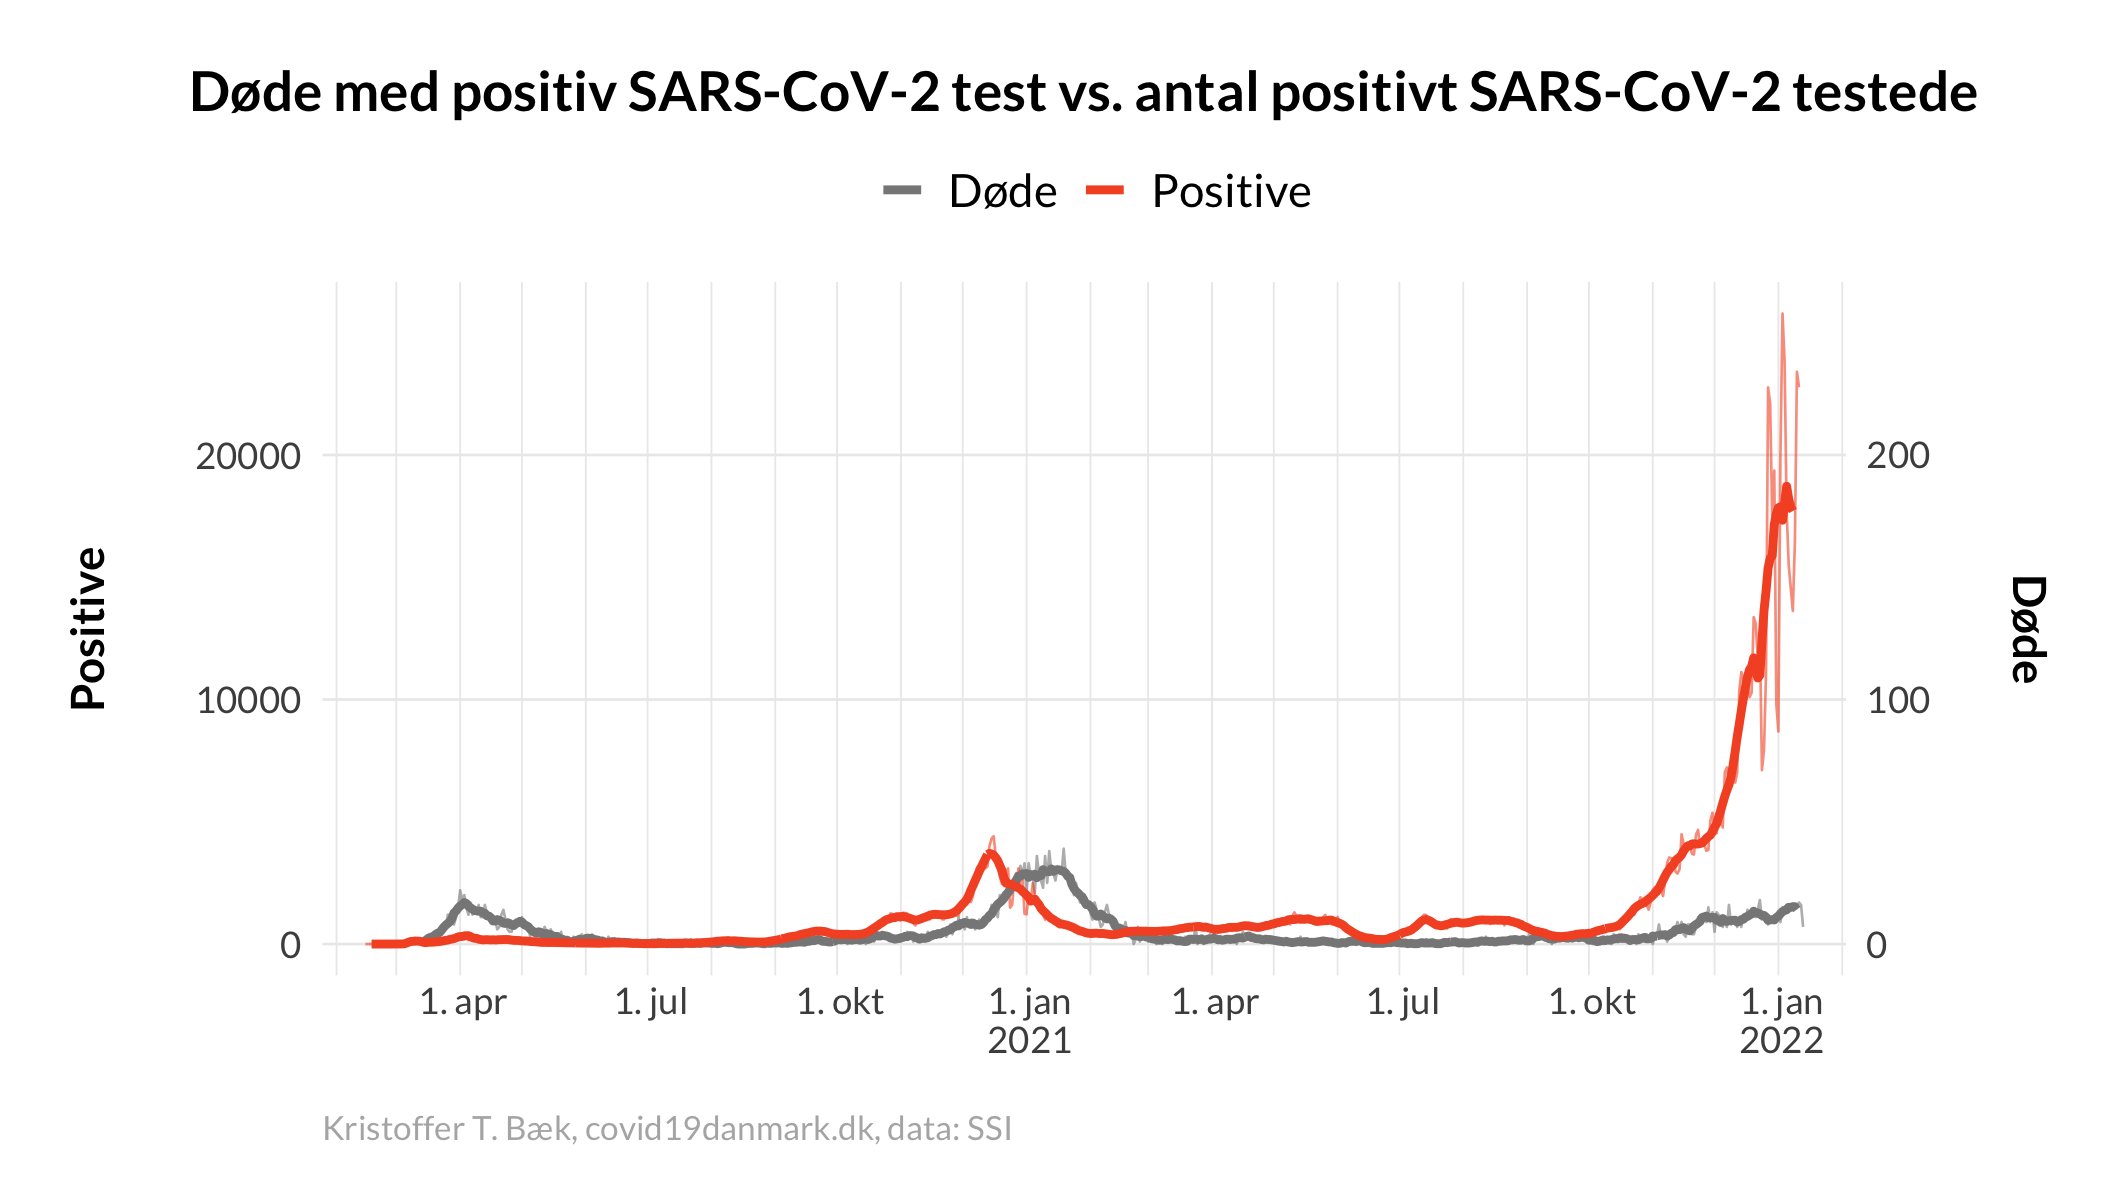 Døde med positiv SARS-CoV-2 test vs. antal positivt SARS-CoV-2 testede
Døde Positive
Positive
Døde
20000
10000
0
200
100
0
1. apr 1. jul 1. okt 1. jan 1. apr 1. jul 1. okt 1. jan
2021 2022
Kristoffer T. Bæk, covid19danmark.dk, data: SSI